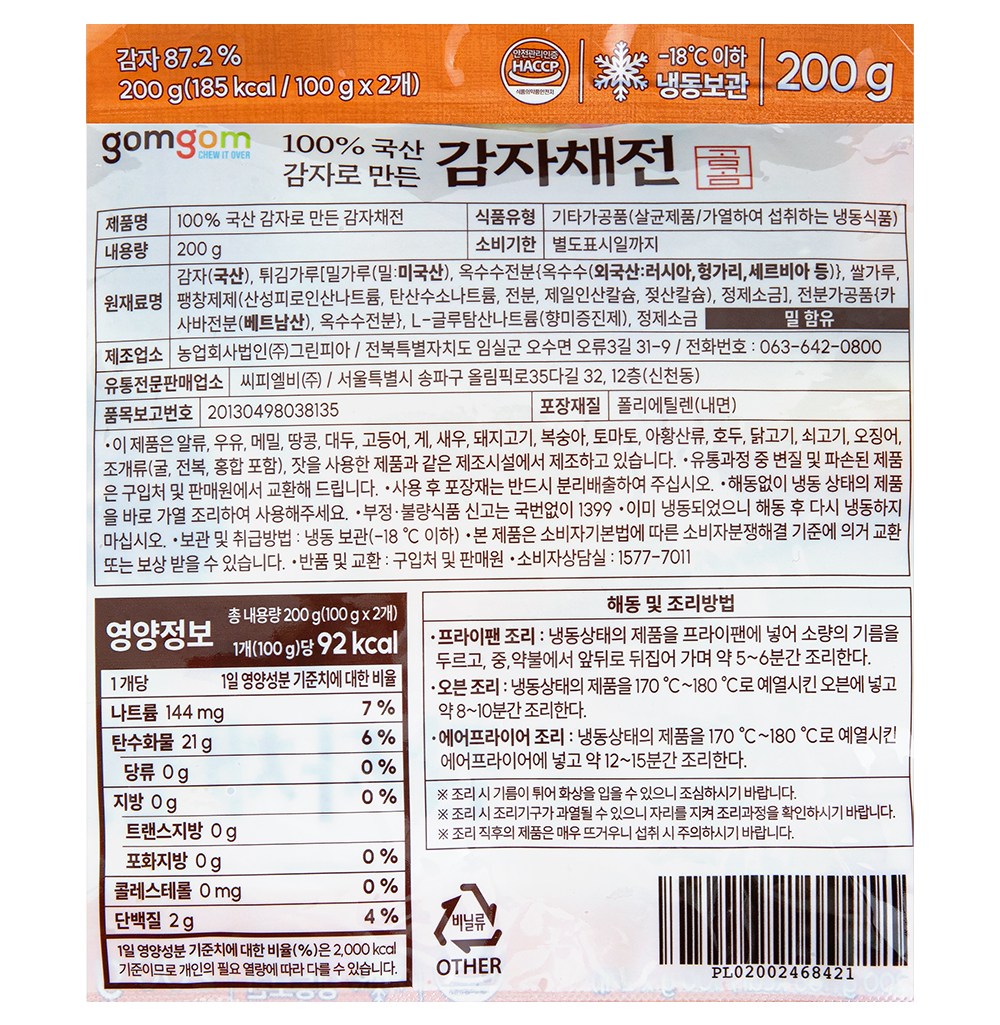 감자 87.2 %
200 g(185 kcal / 100 g x 2개)
안전관리인증
HACCP
식품의약품안전처
-18°C 이하
냉동보관
200 g
gomgom
CHEW IT OVER
100% 국산
감자로 만든
감자채전
곰곰
제품명 100% 국산 감자로 만든 감자채전 식품유형 기타가공품(살균제품/가열하여 섭취하는 냉동식품)
내용량 200 g 소비기한 별도표시일까지
원재료명 감자(국산), 튀김가루[밀가루(밀:미국산), 옥수수전분{옥수수(외국산:러시아,헝가리,세르비아 등)}, 쌀가루,
팽창제제(산성피로인산나트륨, 탄산수소나트륨, 전분, 제일인산칼슘, 젖산칼슘), 정제소금], 전분가공품{카
사바전분(베트남산), 옥수수전분}, L-글루탐산나트륨(향미증진제), 정제소금 밀 함유
제조업소 농업회사법인(주)그린피아 / 전북특별자치도 임실군 오수면 오류3길 31-9 / 전화번호 : 063-642-0800
유통전문판매업소 씨피엘비(주) / 서울특별시 송파구 올림픽로35다길 32, 12층(신천동)
품목보고번호 20130498038135 포장재질 폴리에틸렌(내면)
•이 제품은 알류, 우유, 메밀, 땅콩, 대두, 고등어, 게, 새우, 돼지고기, 복숭아, 토마토, 아황산류, 호두, 닭고기, 쇠고기, 오징어,
조개류(굴, 전복, 홍합 포함), 잣을 사용한 제품과 같은 제조시설에서 제조하고 있습니다. •유통과정 중 변질 및 파손된 제품
은 구입처 및 판매원에서 교환해 드립니다. •사용 후 포장재는 반드시 분리배출하여 주십시오. •해동없이 냉동 상태의 제품
을 바로 가열 조리하여 사용해주세요. •부정·불량식품 신고는 국번없이 1399 •이미 냉동되었으니 해동 후 다시 냉동하지
마십시오. •보관 및 취급방법 : 냉동 보관(-18 °C 이하) •본 제품은 소비자기본법에 따른 소비자분쟁해결 기준에 의거 교환
또는 보상 받을 수 있습니다. •반품 및 교환 : 구입처 및 판매원 •소비자상담실 : 1577-7011
영양정보
총 내용량 200 g(100 g x 2개)
1개(100 g)당 92 kcal
1 개당 1일 영양성분 기준치에 대한 비율
나트륨 144 mg 7 %
탄수화물 21 g 6 %
당류 0 g 0 %
지방 0 g 0 %
트랜스지방 0 g
포화지방 0 g 0 %
콜레스테롤 0 mg 0 %
단백질 2 g 4 %
1일 영양성분 기준치에 대한 비율(%)은 2,000 kcal
기준이므로 개인의 필요 열량에 따라 다를 수 있습니다.
해동 및 조리방법
•프라이팬 조리 : 냉동상태의 제품을 프라이팬에 넣어 소량의 기름을
두르고, 중,약불에서 앞뒤로 뒤집어 가며 약 5~6분간 조리한다.
•오븐 조리 : 냉동상태의 제품을 170 °C~180 °C로 예열시킨 오븐에 넣고
약 8~10분간 조리한다.
•에어프라이어 조리 : 냉동상태의 제품을 170 °C~180 °C로 예열시킨
에어프라이어에 넣고 약 12~15분간 조리한다.
※ 조리 시 기름이 튀어 화상을 입을 수 있으니 조심하시기 바랍니다.
※ 조리 시 조리기구가 과열될 수 있으니 자리를 지켜 조리과정을 확인하시기 바랍니다.
※ 조리 직후의 제품은 매우 뜨거우니 섭취 시 주의하시기 바랍니다.
비닐류
OTHER
PL02002468421